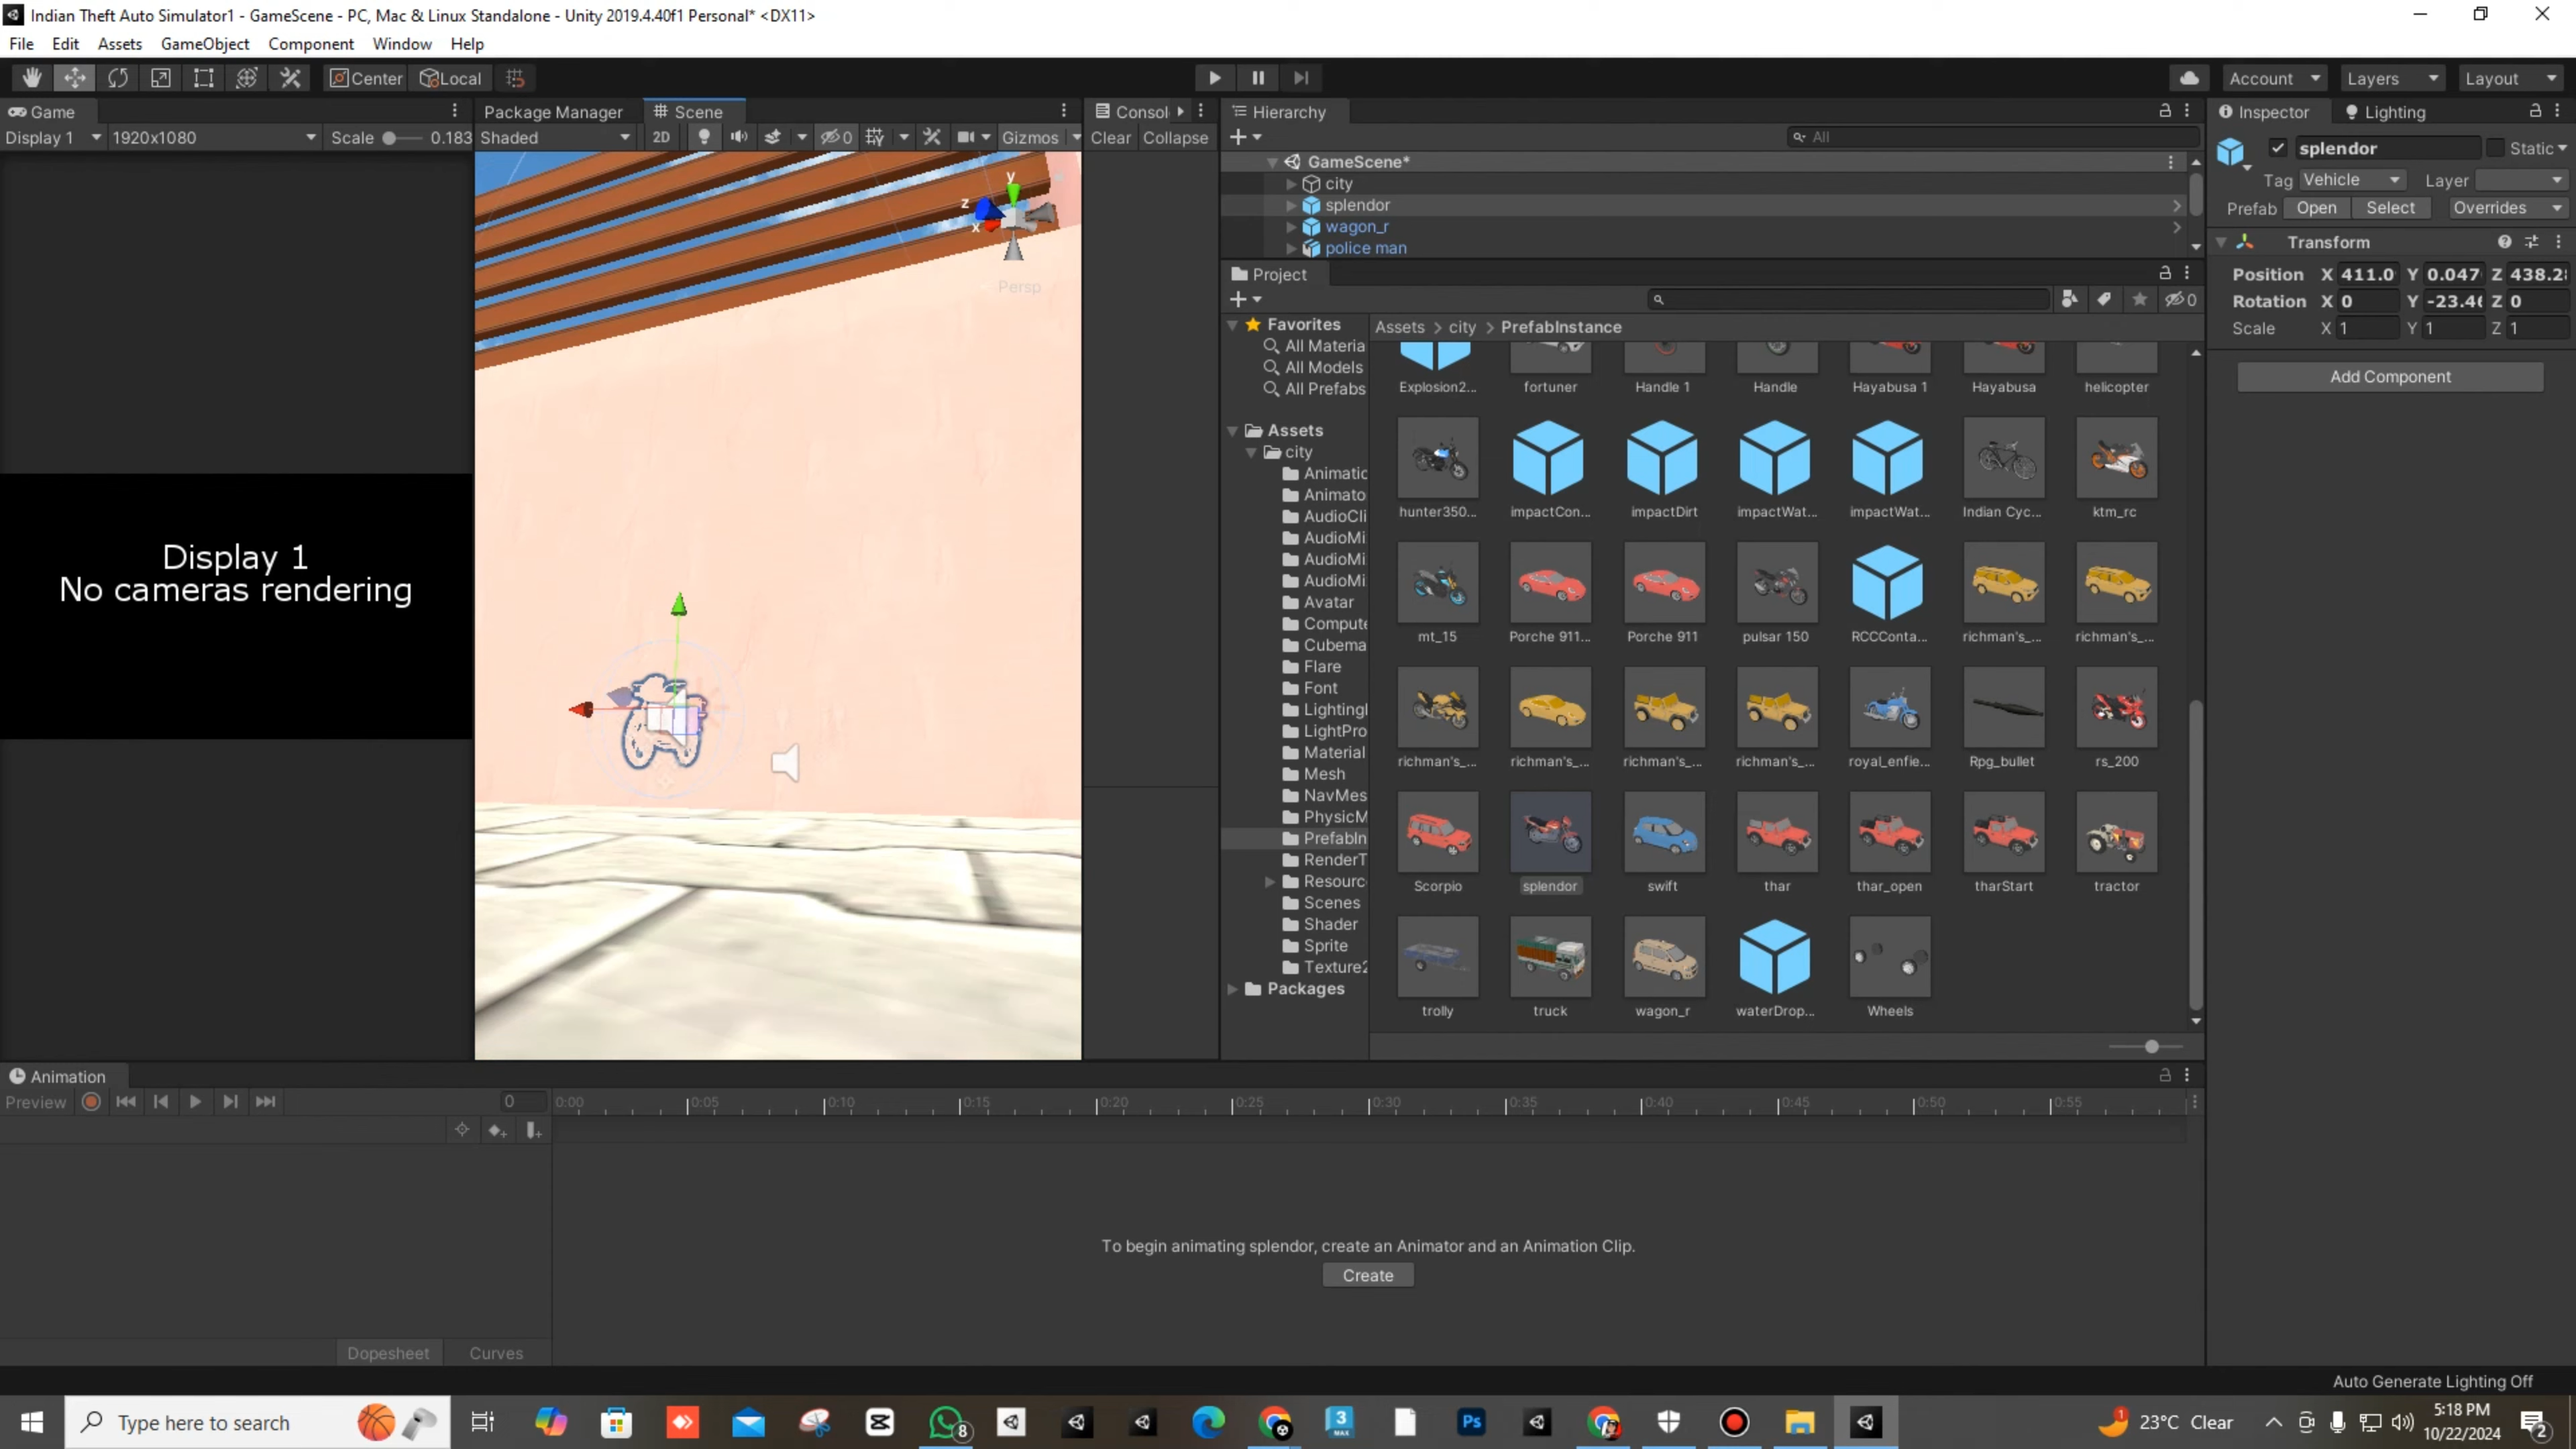 Indian Theft Auto Simulator1 - GameScene - PC, Mac & Linux Standalone - Unity 2019.4.40f1 Personal* <DX11>
File Edit Assets GameObject Component Window Help
Center Local
Account Layers Layout
Game
Display 1 1920x1080 Scale 0.183
Display 1
No cameras rendering
Package Manager Scene
Shaded 2D 0 Gizmos
y
z
x
Persp
Consol
Clear Collapse
Hierarchy
All
GameScene*
city
splendor
wagon_r
police man
Project
0
Favorites
All Materia
All Models
All Prefabs
Assets
city
Animatic
Animato
AudioCli
AudioMi
AudioMi
AudioMi
Avatar
Compute
Cubema
Flare
Font
Lightingl
LightPro
Material
Mesh
NavMes
PhysicM
PrefabIn
RenderT
Resourc
Scenes
Shader
Sprite
Texture2
Packages
Assets > city > PrefabInstance
Explosion2... fortuner Handle 1 Handle Hayabusa 1 Hayabusa helicopter
hunter350... impactCon... impactDirt impactWat... impactWat... Indian Cyc... ktm_rc
mt_15 Porche 911... Porche 911 pulsar 150 RCCConta... richman's_... richman's_...
richman's_... richman's_... richman's_... richman's_... royal_enfie... Rpg_bullet rs_200
Scorpio splendor swift thar thar_open tharStart tractor
trolly truck wagon_r waterDrop... Wheels
Inspector Lighting
splendor Static
Tag Vehicle Layer
Prefab Open Select Overrides
Transform
Position X 411.0 Y 0.047 Z 438.2
Rotation X 0 Y -23.4 Z 0
Scale X 1 Y 1 Z 1
Add Component
Animation
Preview 0 0:00 0:05 0:10 0:15 0:20 0:25 0:30 0:35 0:40 0:45 0:50 0:55
To begin animating splendor, create an Animator and an Animation Clip.
Create
Dopesheet Curves
Auto Generate Lighting Off
Type here to search
8
3
MAX
Ps
1
23°C Clear
5:18 PM
10/22/2024
2